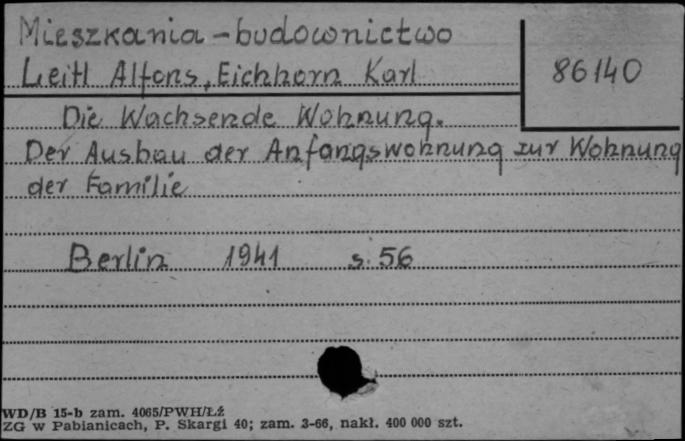 Mieszkania - budownictwo
Leitl Alfons, Eichhorn Karl
86140
Die Wachsende Wohnung.
Der Ausbau der Anfangswohnung zur Wohnung
der Familie
Berlin 1941 s. 56
WD/B 15-b zam. 4065/PWH/Łź
ZG w Pabianicach, P. Skargi 40; zam. 3-66, nakł. 400 000 szt.